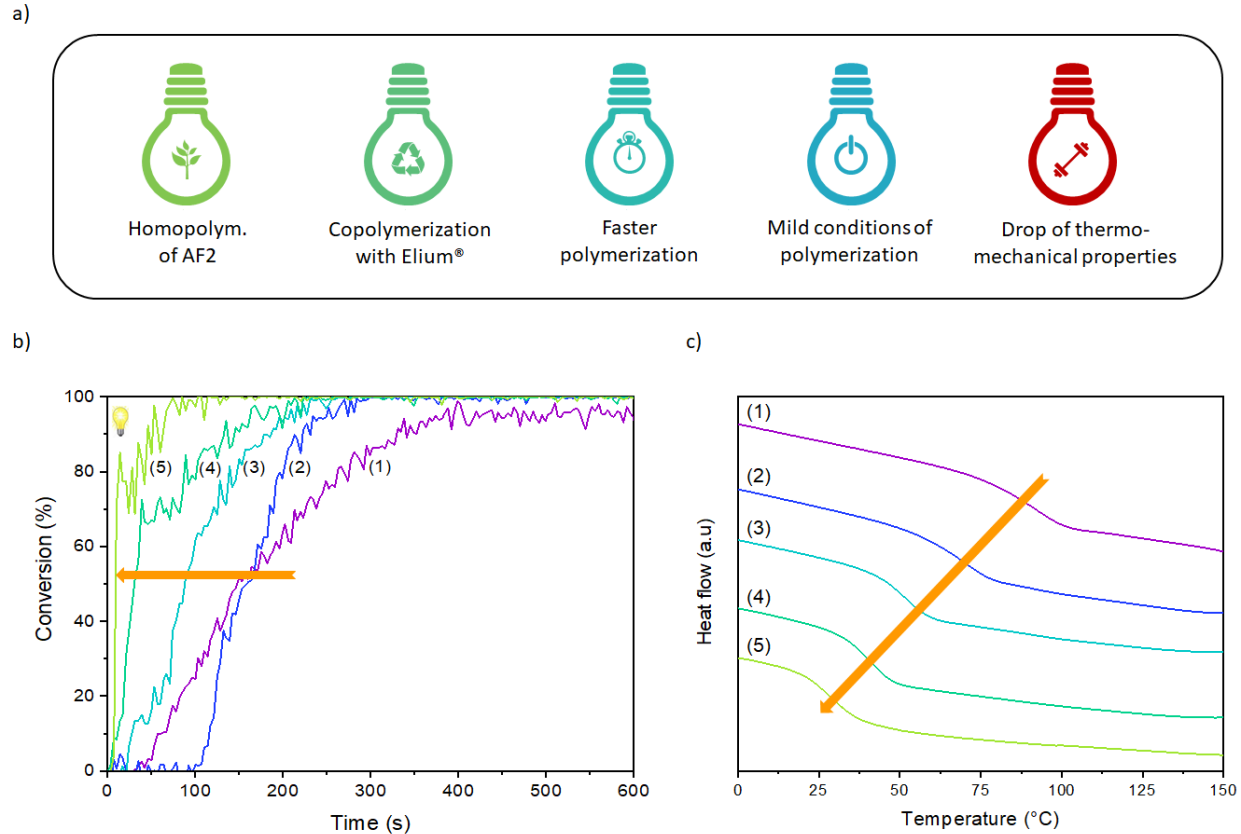 a)
Homopolym.
of AF2
Copolymerization
with Elium®
Faster
polymerization
Mild conditions of
polymerization
Drop of thermo-
mechanical properties
b)
Conversion (%)
100
80
60
40
20
0
(5)
(4)
(3)
(2)
(1)
0
100
200
300
400
500
600
Time (s)
c)
Heat flow (a.u)
(1)
(2)
(3)
(4)
(5)
0
25
50
75
100
125
150
Temperature (°C)